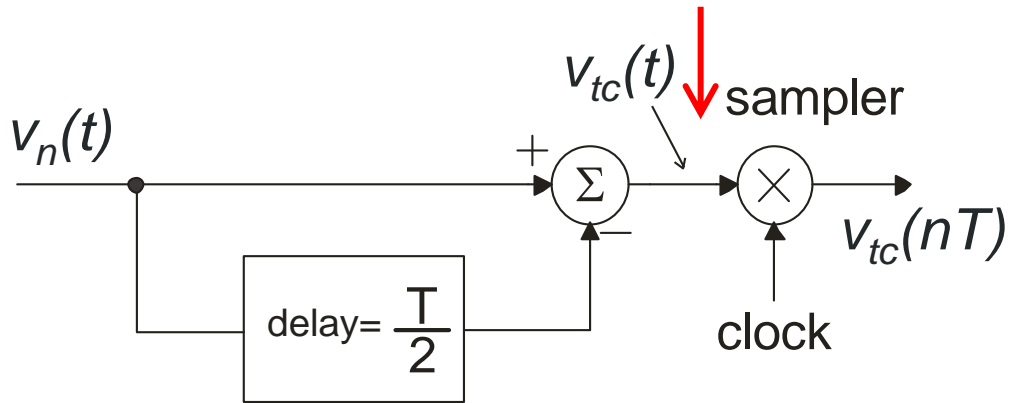 v_tc(t)
sampler
v_n(t)
+
Σ
×
−
v_tc(nT)
delay= T/2
clock